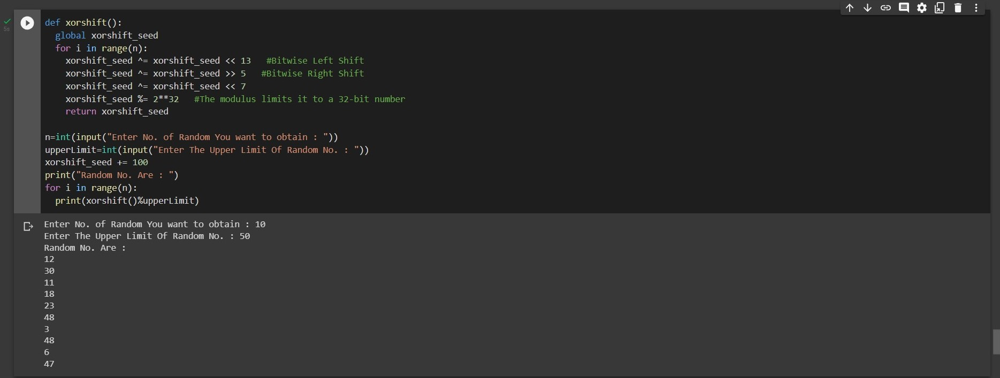 5s
def xorshift():
  global xorshift_seed
  for i in range(n):
    xorshift_seed ^= xorshift_seed << 13   #Bitwise Left Shift
    xorshift_seed ^= xorshift_seed >> 5   #Bitwise Right Shift
    xorshift_seed ^= xorshift_seed << 7
    xorshift_seed %= 2**32   #The modulus limits it to a 32-bit number
    return xorshift_seed

n=int(input("Enter No. of Random You want to obtain : "))
upperLimit=int(input("Enter The Upper Limit Of Random No. : "))
xorshift_seed += 100
print("Random No. Are : ")
for i in range(n):
  print(xorshift()%upperLimit)
Enter No. of Random You want to obtain : 10
Enter The Upper Limit Of Random No. : 50
Random No. Are :
12
30
11
18
23
48
3
48
6
47